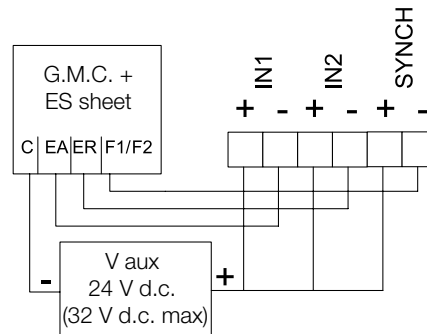 G.M.C. +
ES sheet
C EA ER F1/F2
IN1 IN2 SYNCH
+ - + - + -
- +
V aux
24 V d.c.
(32 V d.c. max)